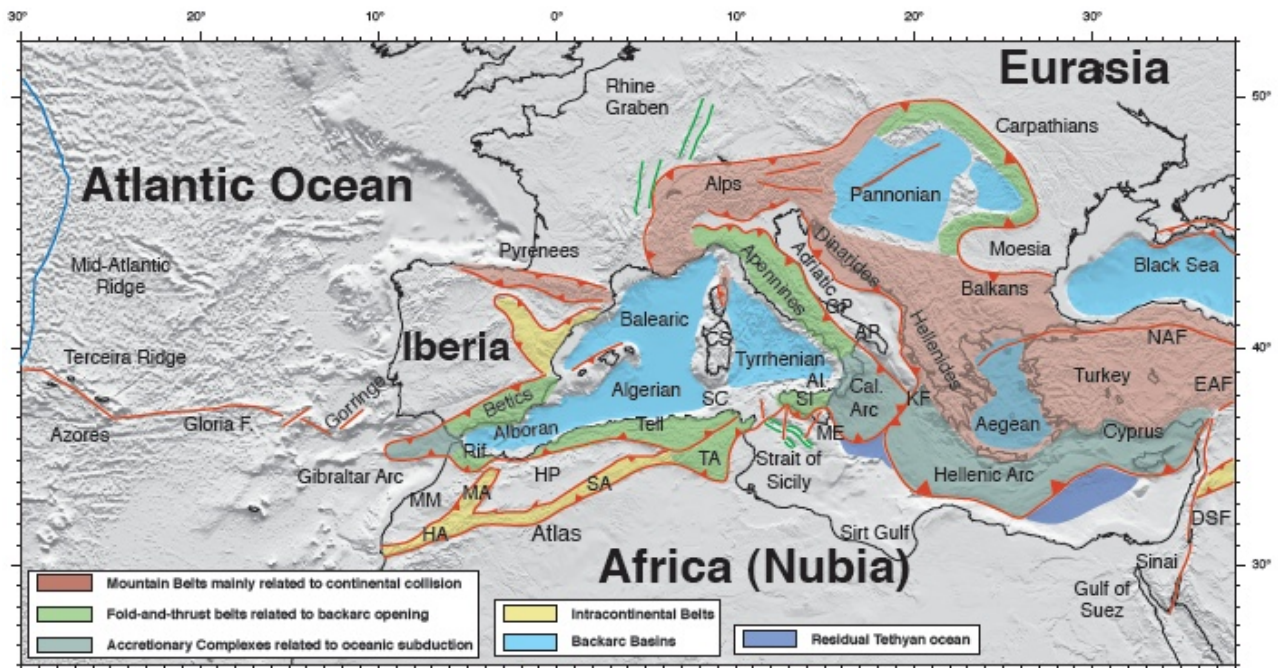 30°
20°
10°
0°
10°
20°
30°
Eurasia
Rhine
Graben
50°
Carpathians
Atlantic Ocean
Alps
Pannonian
Pyrenees
Dinarides
Adriatic
Moesia
Mid-Atlantic
Ridge
Apennines
Black Sea
Balkans
GP
Balearic
CS
AP
Hellenides
NAF
Iberia
40°
Terceira Ridge
Tyrrhenian
Turkey
Algerian
AI.
Cal.
Arc
EAF
Gorringe
Betics
SC
SI
KF
Azores
Gloria F.
Alboran
Tell
ME
Aegean
Cyprus
Rif
TA
Strait of
Sicily
Gibraltar Arc
HP
Hellenic Arc
MM
MA
SA
DSF
HA
Atlas
Sirt Gulf
Africa (Nubia)
Sinai
30°
Gulf of
Suez
Mountain Belts mainly related to continental collision
Fold-and-thrust belts related to backarc opening
Accretionary Complexes related to oceanic subduction
Intracontinental Belts
Backarc Basins
Residual Tethyan ocean